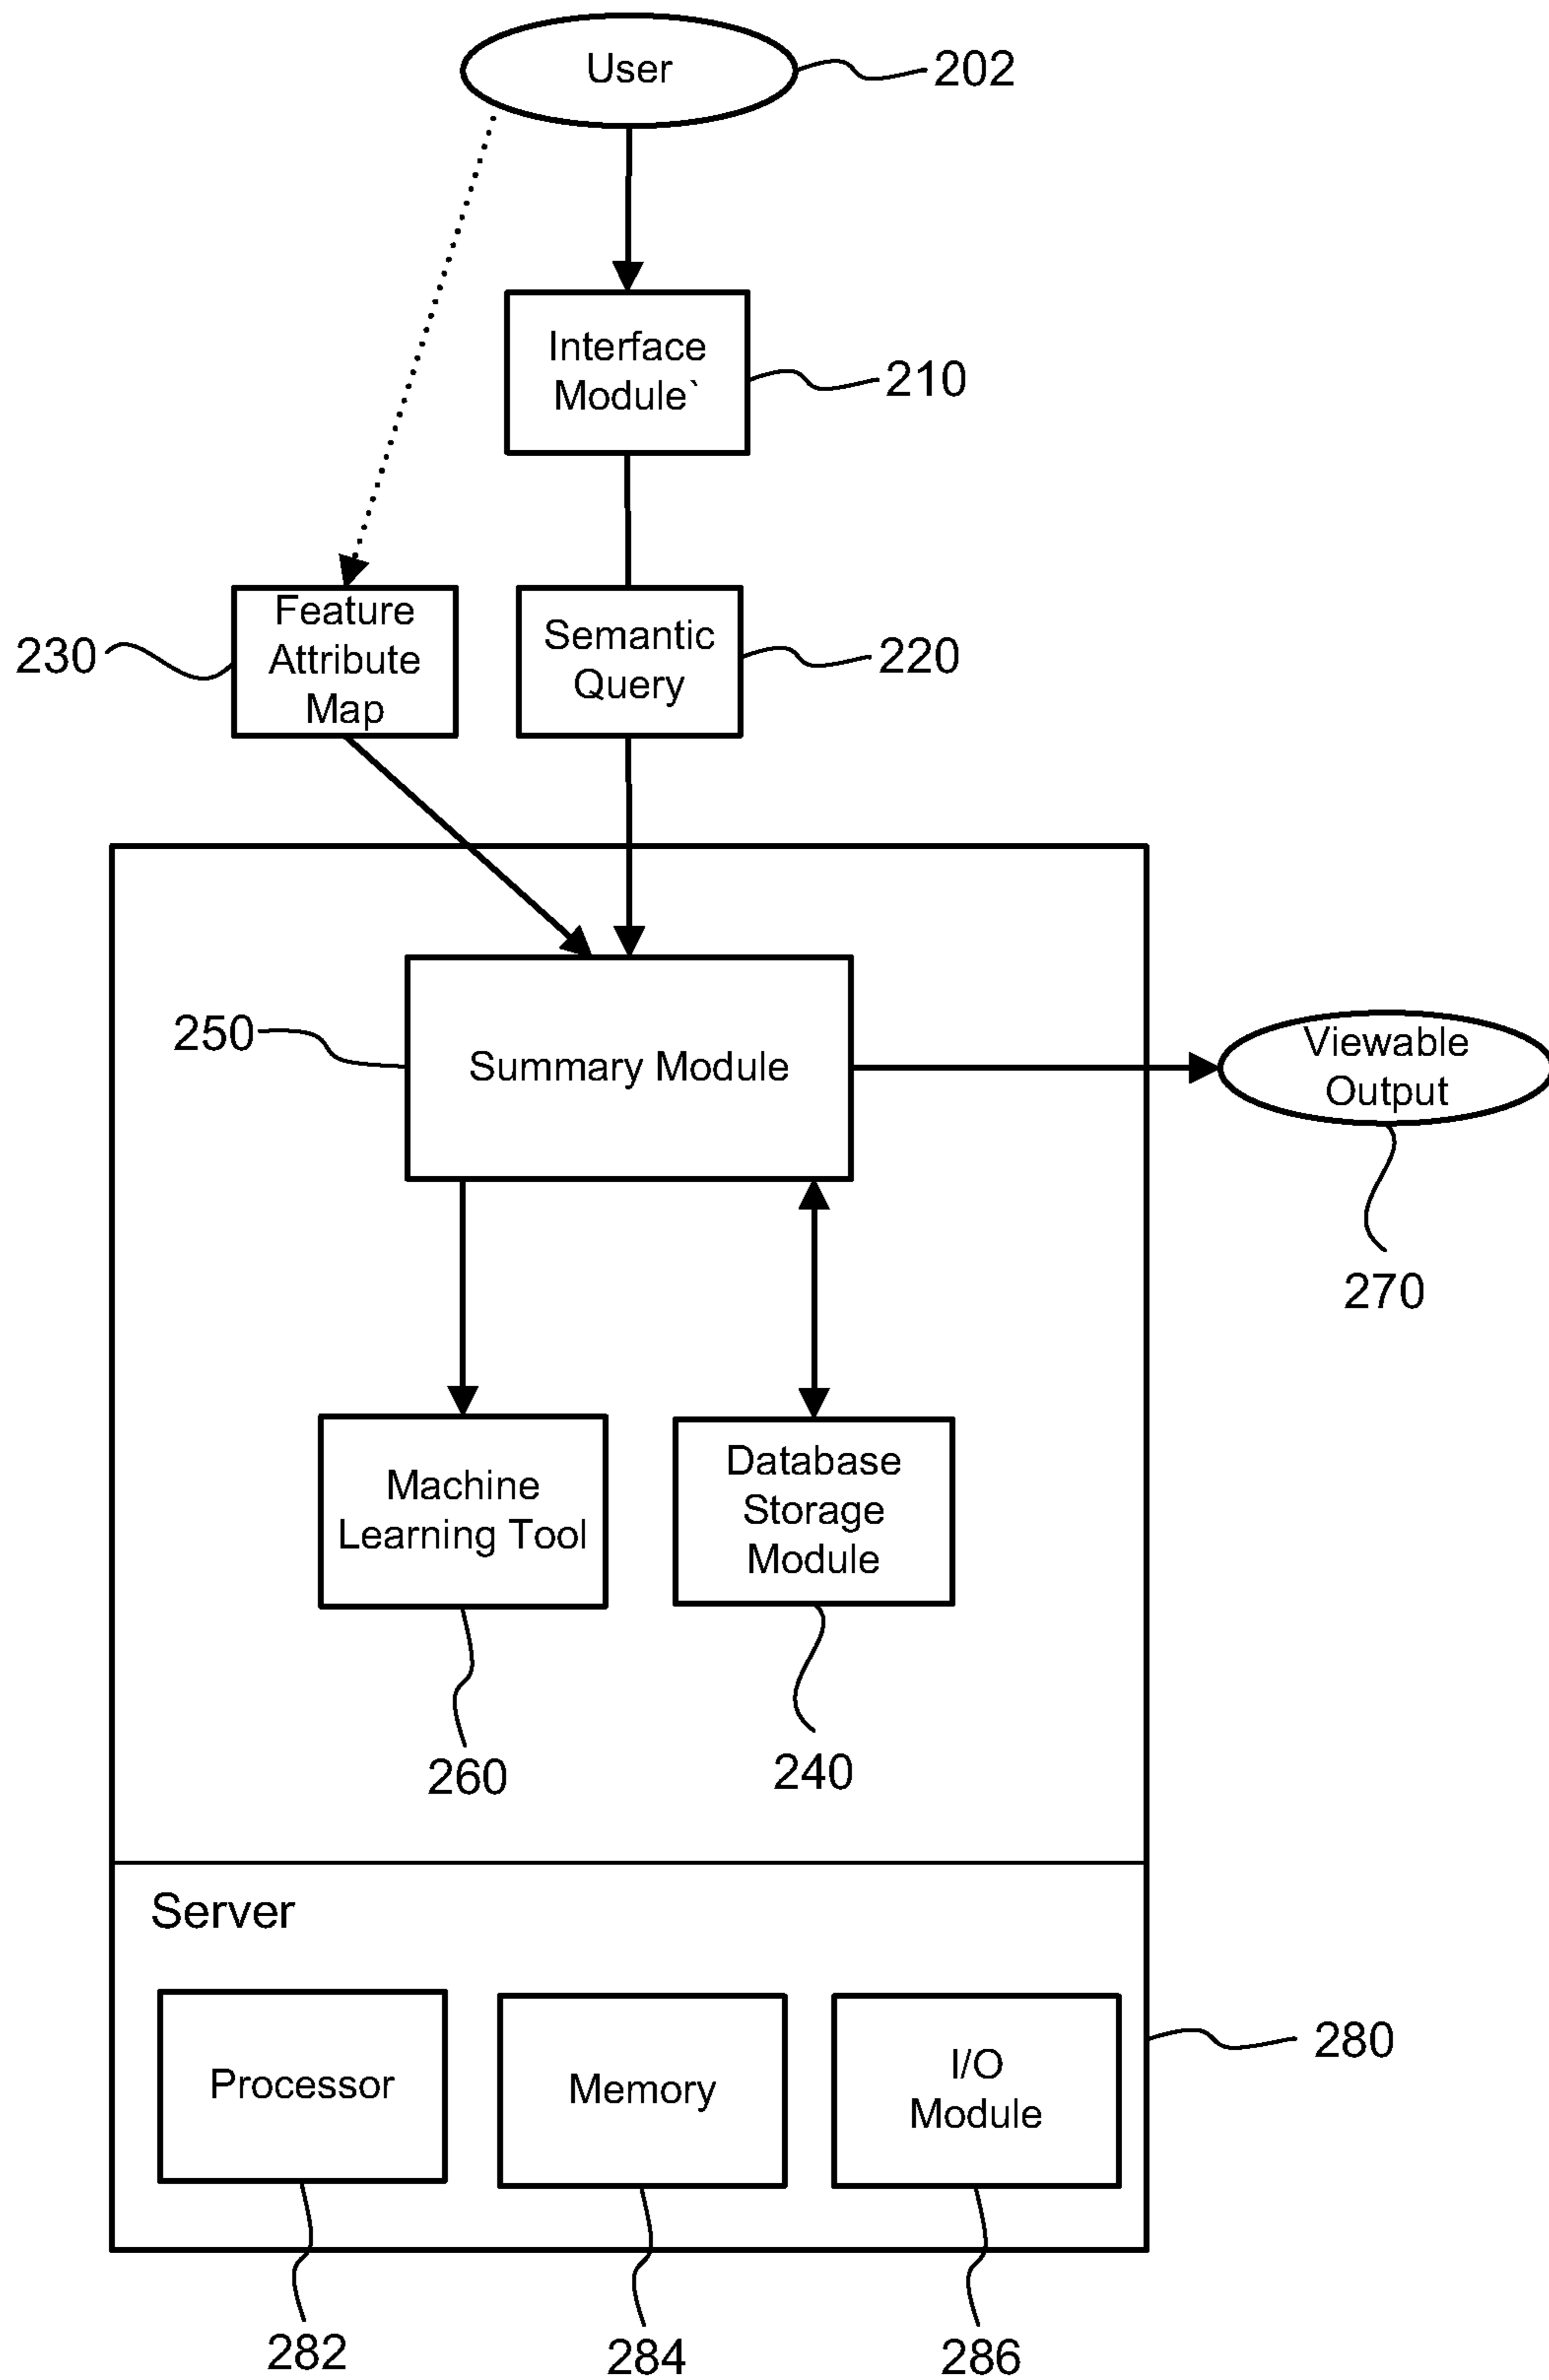 User
202
Interface
Module`
210
Feature
Attribute
Map
230
Semantic
Query
220
250
Summary Module
Viewable
Output
270
Machine
Learning Tool
Database
Storage
Module
260
240
Server
Processor
Memory
I/O
Module
280
282
284
286